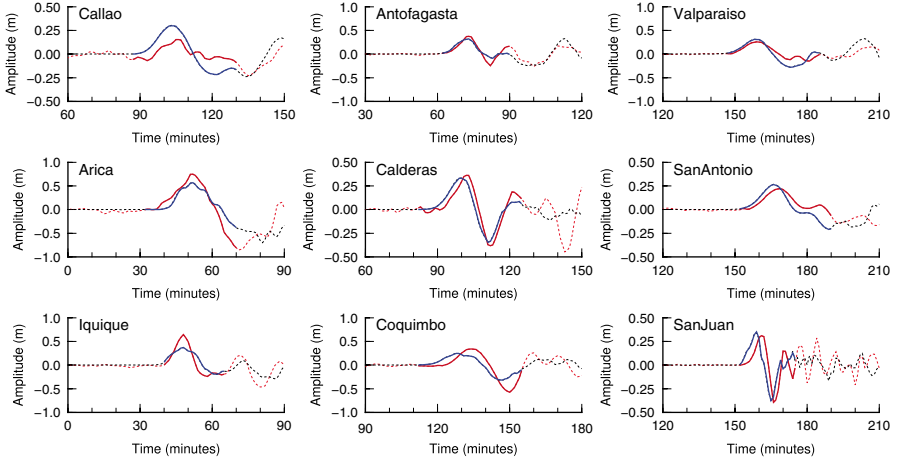 Callao
Amplitude (m)
0.50
0.25
0.00
−0.25
−0.50
60 90 120 150
Time (minutes)
Antofagasta
Amplitude (m)
1.0
0.5
0.0
−0.5
−1.0
30 60 90 120
Time (minutes)
Valparaiso
Amplitude (m)
1.0
0.5
0.0
−0.5
−1.0
120 150 180 210
Time (minutes)
Arica
Amplitude (m)
1.0
0.5
0.0
−0.5
−1.0
0 30 60 90
Time (minutes)
Calderas
Amplitude (m)
0.50
0.25
0.00
−0.25
−0.50
60 90 120 150
Time (minutes)
SanAntonio
Amplitude (m)
0.50
0.25
0.00
−0.25
−0.50
120 150 180 210
Time (minutes)
Iquique
Amplitude (m)
1.0
0.5
0.0
−0.5
−1.0
0 30 60 90
Time (minutes)
Coquimbo
Amplitude (m)
1.0
0.5
0.0
−0.5
−1.0
90 120 150 180
Time (minutes)
SanJuan
Amplitude (m)
0.50
0.25
0.00
−0.25
−0.50
120 150 180 210
Time (minutes)